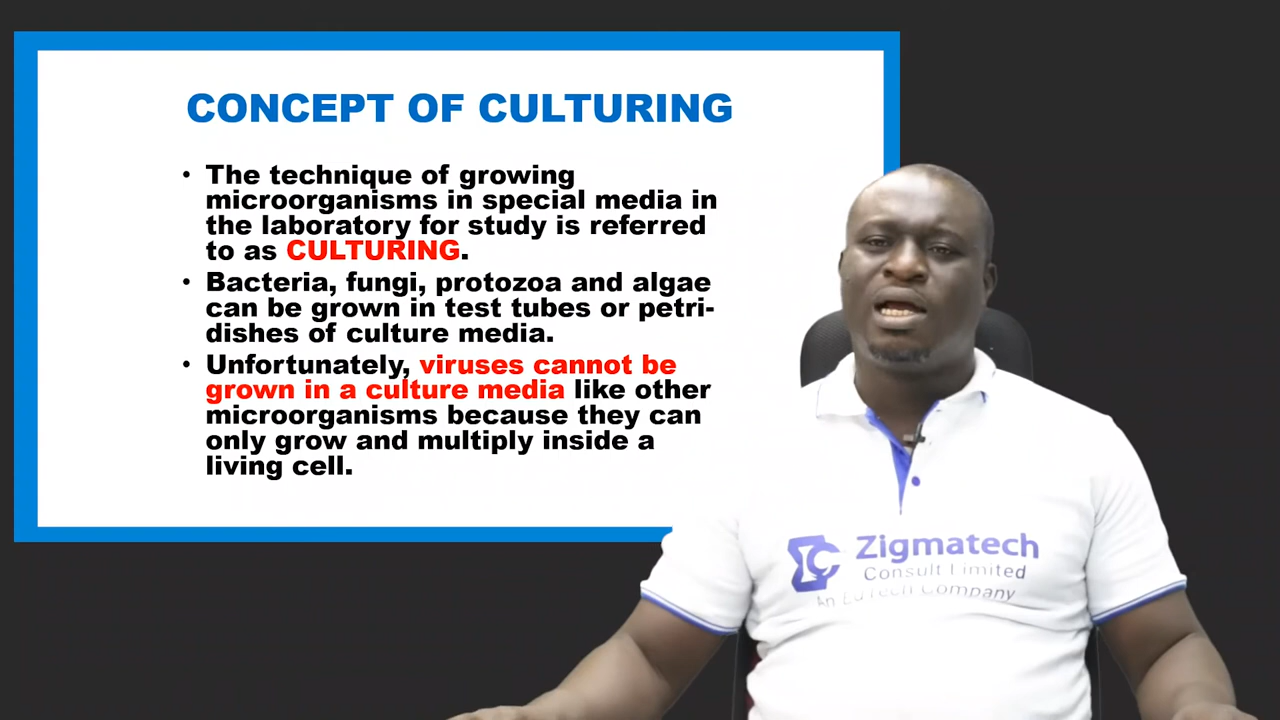 CONCEPT OF CULTURING
• The technique of growing
microorganisms in special media in
the laboratory for study is referred
to as CULTURING.
• Bacteria, fungi, protozoa and algae
can be grown in test tubes or petri-
dishes of culture media.
• Unfortunately, viruses cannot be
grown in a culture media like other
microorganisms because they can
only grow and multiply inside a
living cell.
Zigmatech
Consult Limited
An EdTech Company